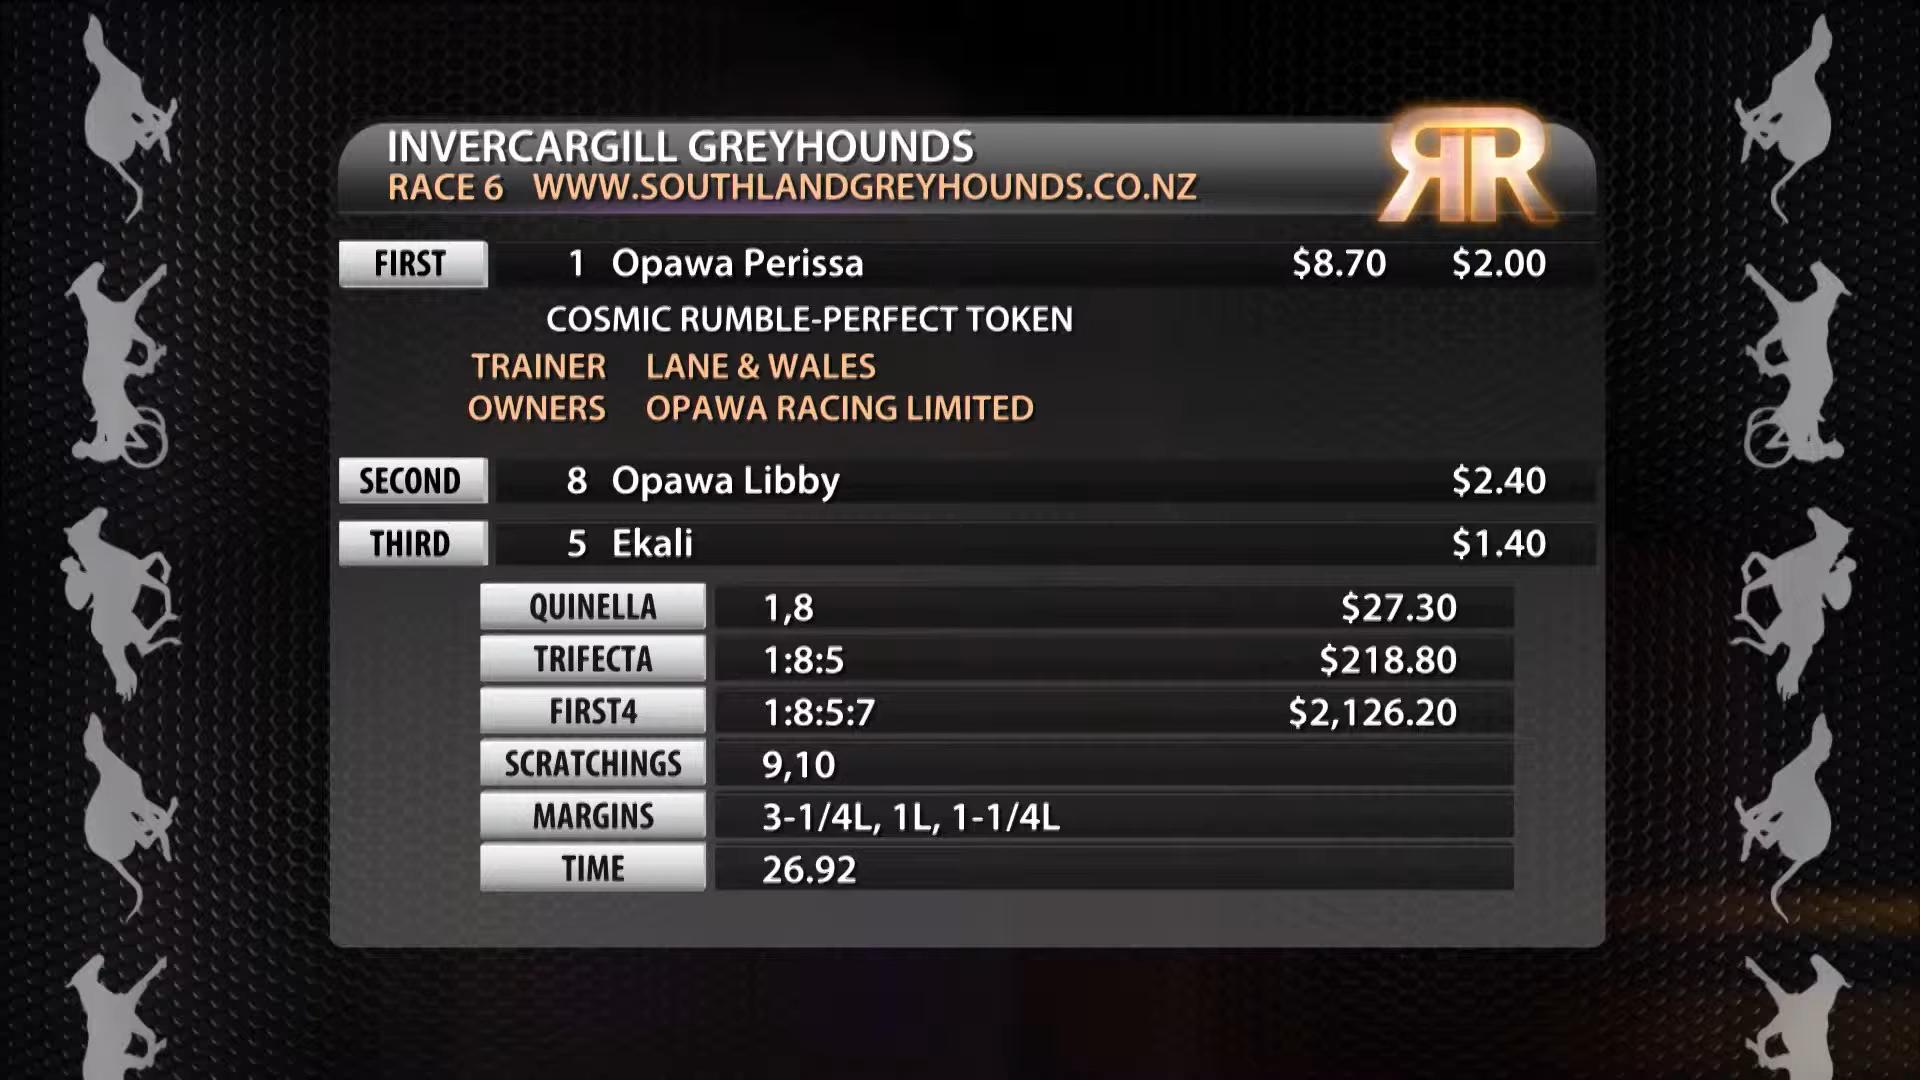 INVERCARGILL GREYHOUNDS
RACE 6 WWW.SOUTHLANDGREYHOUNDS.CO.NZ
RR
FIRST 1 Opawa Perissa $8.70 $2.00
COSMIC RUMBLE-PERFECT TOKEN
TRAINER LANE & WALES
OWNERS OPAWA RACING LIMITED
SECOND 8 Opawa Libby $2.40
THIRD 5 Ekali $1.40
QUINELLA 1,8 $27.30
TRIFECTA 1:8:5 $218.80
FIRST4 1:8:5:7 $2,126.20
SCRATCHINGS 9,10
MARGINS 3-1/4L, 1L, 1-1/4L
TIME 26.92